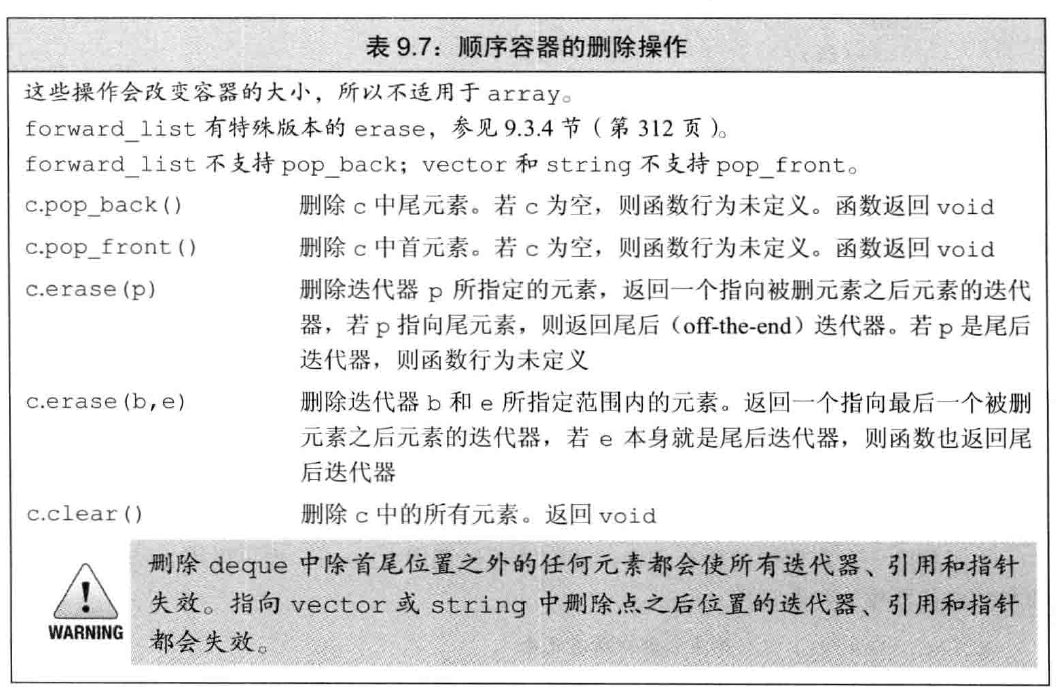 表 9.7：顺序容器的删除操作
这些操作会改变容器的大小，所以不适用于 array。
forward_list 有特殊版本的 erase，参见 9.3.4 节（第 312 页）。
forward_list 不支持 pop_back；vector 和 string 不支持 pop_front。
c.pop_back() 删除 c 中尾元素。若 c 为空，则函数行为未定义。函数返回 void
c.pop_front() 删除 c 中首元素。若 c 为空，则函数行为未定义。函数返回 void
c.erase(p) 删除迭代器 p 所指定的元素，返回一个指向被删元素之后元素的迭代
器，若 p 指向尾元素，则返回尾后（off-the-end）迭代器。若 p 是尾后
迭代器，则函数行为未定义
c.erase(b,e) 删除迭代器 b 和 e 所指定范围内的元素。返回一个指向最后一个被删
元素之后元素的迭代器，若 e 本身就是尾后迭代器，则函数也返回尾
后迭代器
c.clear() 删除 c 中的所有元素。返回 void
删除 deque 中除首尾位置之外的任何元素都会使所有迭代器、引用和指针
失效。指向 vector 或 string 中删除点之后位置的迭代器、引用和指针
都会失效。
WARNING